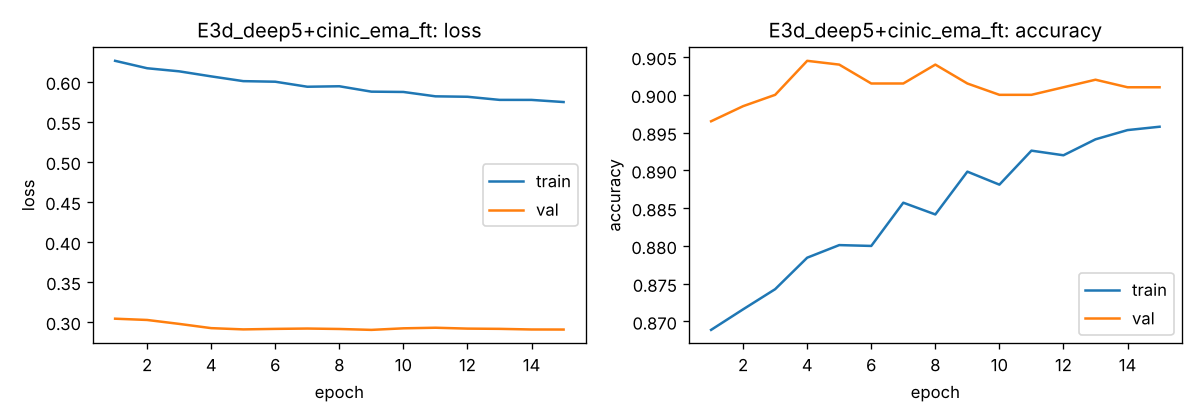 E3d_deep5+cinic_ema_ft: loss
0.60
0.55
0.50
0.45
0.40
0.35
0.30
loss
train
val
2 4 6 8 10 12 14
epoch
E3d_deep5+cinic_ema_ft: accuracy
0.905
0.900
0.895
0.890
0.885
0.880
0.875
0.870
accuracy
train
val
2 4 6 8 10 12 14
epoch